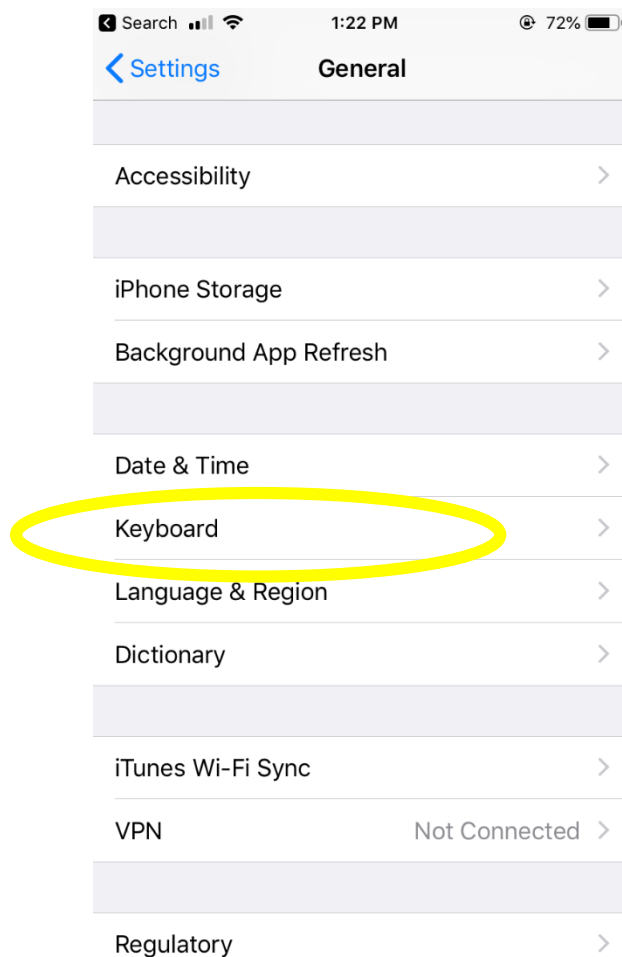 Search 1:22 PM 72%
Settings General
Accessibility
iPhone Storage
Background App Refresh
Date & Time
Keyboard
Language & Region
Dictionary
iTunes Wi-Fi Sync
VPN Not Connected
Regulatory